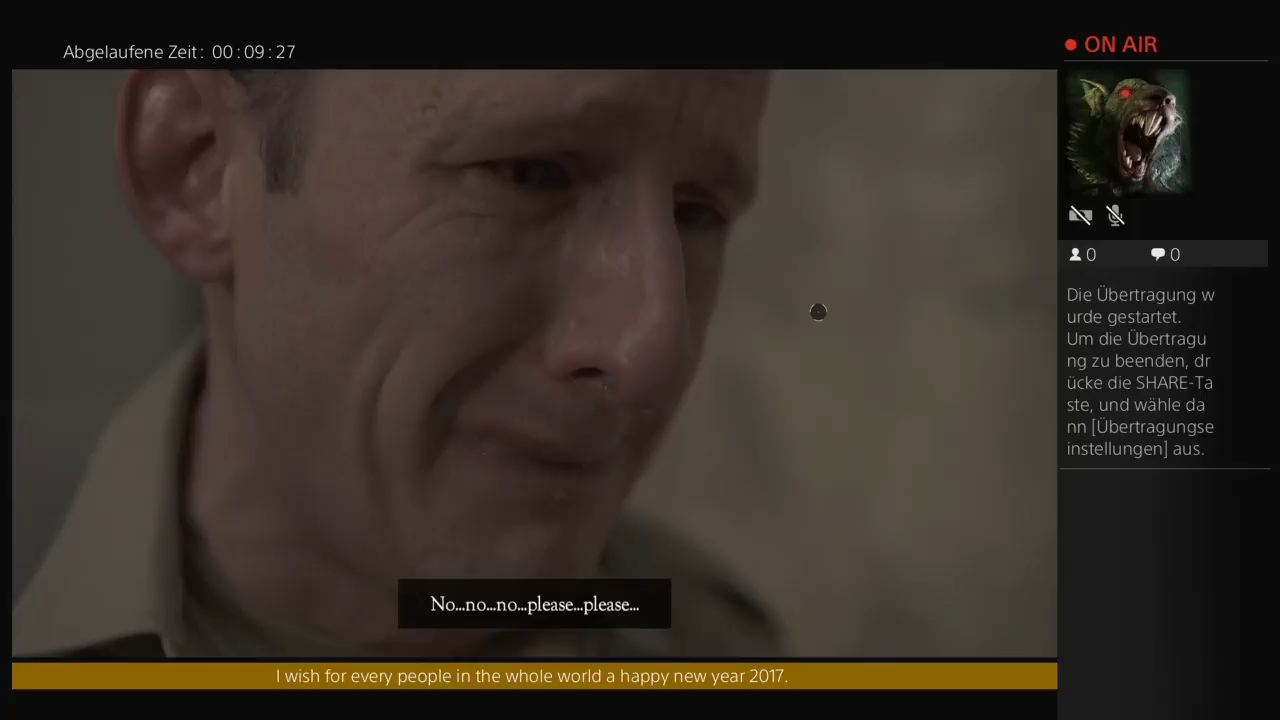 Abgelaufene Zeit: 00:09:27
ON AIR
0 0
Die Übertragung w
urde gestartet.
Um die Übertragu
ng zu beenden, dr
ücke die SHARE-Ta
ste, und wähle da
nn [Übertragungse
instellungen] aus.
No...no...no...please...please...
I wish for every people in the whole world a happy new year 2017.